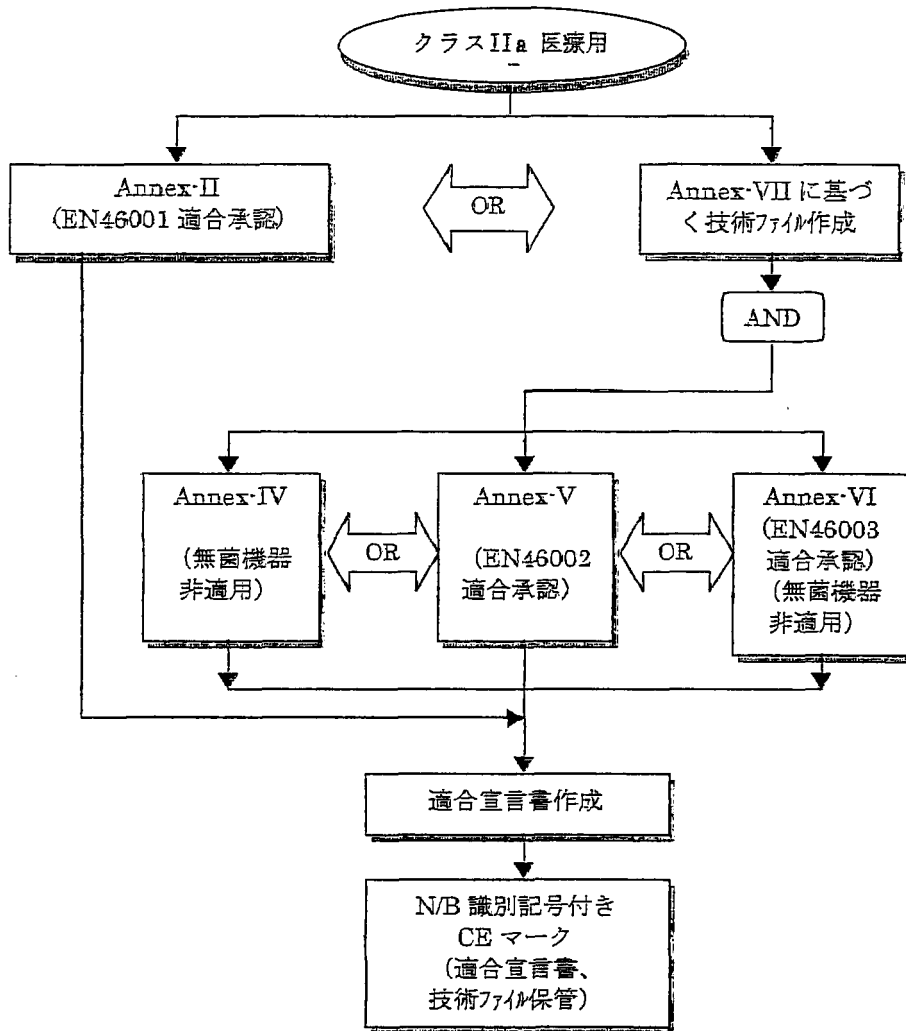 クラスIIa 医療用
Annex-II
(EN46001 適合承認)
OR
Annex-VII に基づ
く技術ファイル作成
AND
Annex-IV
(無菌機器
非適用)
OR
Annex-V
(EN46002
適合承認)
OR
Annex-VI
(EN46003
適合承認)
(無菌機器
非適用)
適合宣言書作成
N/B 識別記号付き
CE マーク
(適合宣言書、
技術ファイル保管)